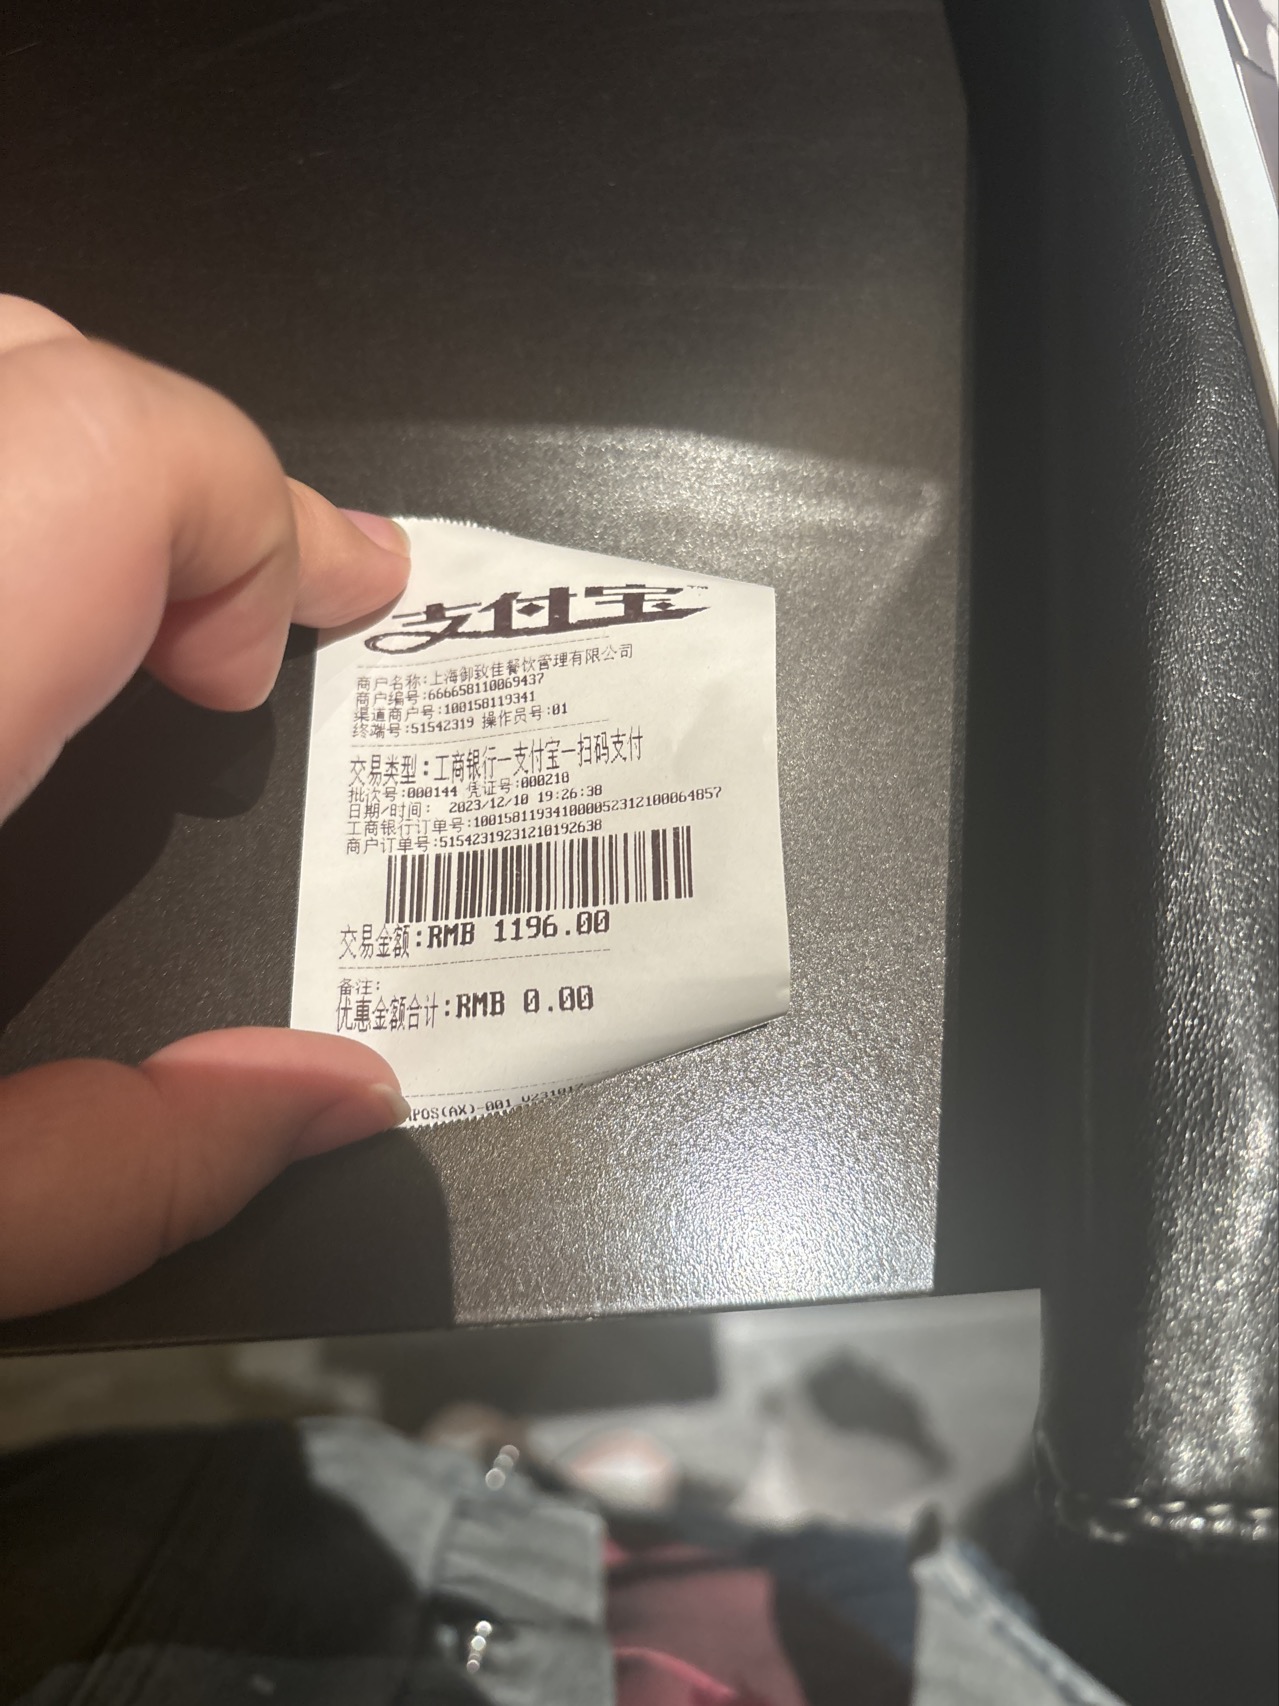 支付宝
商户名称:上海御致佳餐饮管理有限公司
商户编号:666658110069437
渠道商户号:100158119341
终端号:51542319 操作员号:01
交易类型:工商银行一支付宝一扫码支付
批次号:000144 凭证号:000210
日期/时间: 2023/12/10 19:26:38
工商银行订单号:100158119341000052312100064857
商户订单号:51542319231210192638
交易金额:RMB 1196.00
备注:
优惠金额合计:RMB 0.00
POS(AX)-001